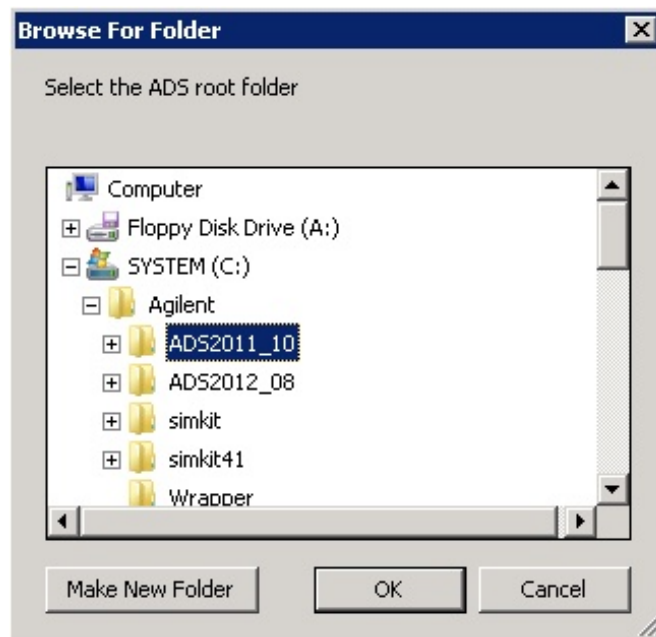 Browse For Folder
Select the ADS root folder
Computer
Floppy Disk Drive (A:)
SYSTEM (C:)
Agilent
ADS2011_10
ADS2012_08
simkit
simkit41
Wrapper
Make New Folder
OK
Cancel